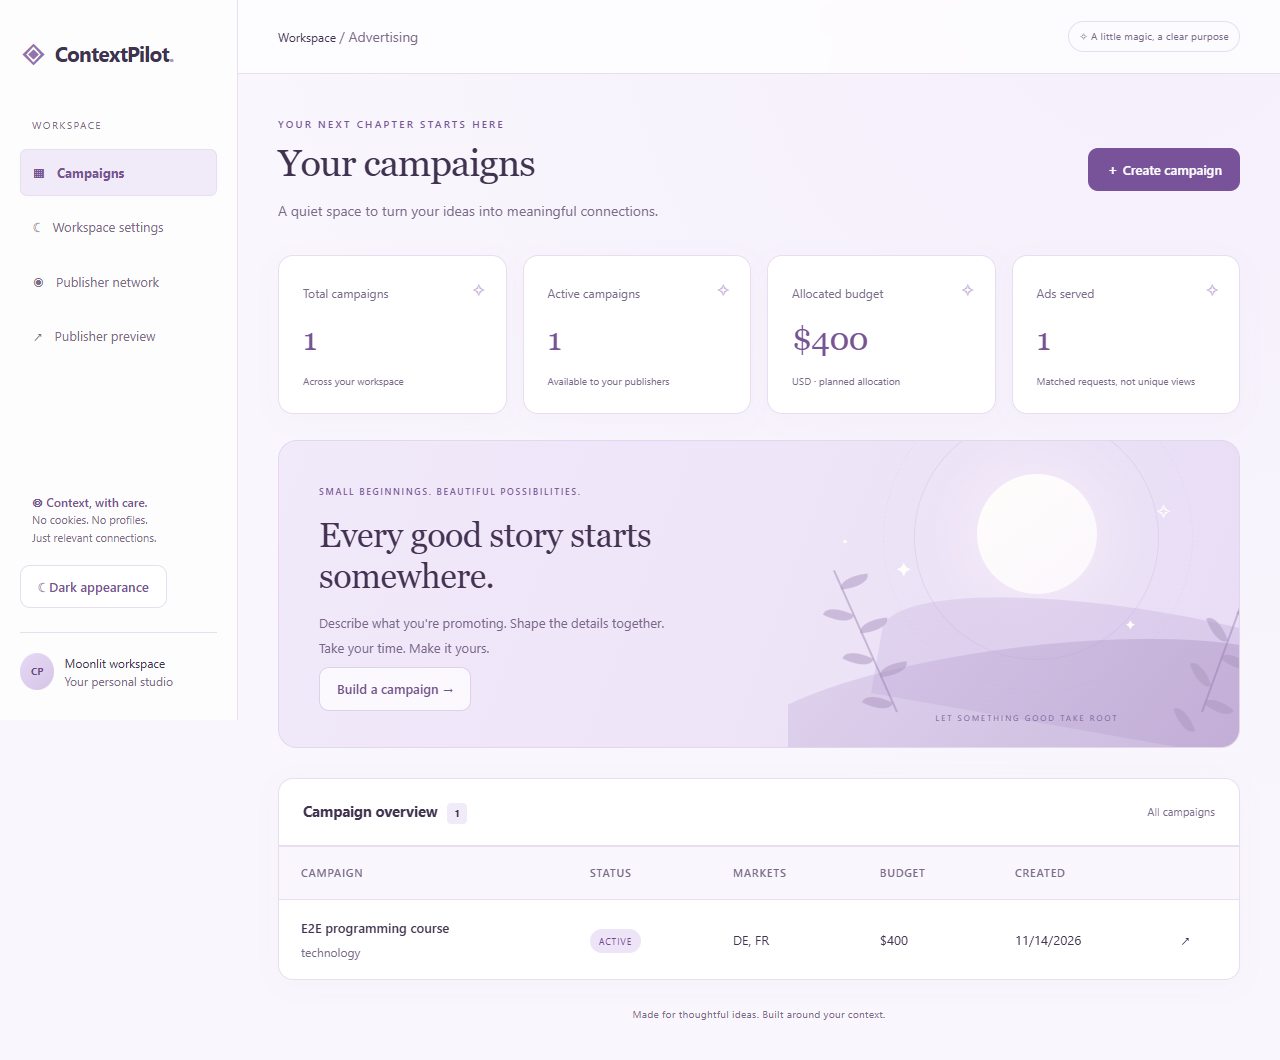 ContextPilot.
WORKSPACE
Campaigns
Workspace settings
Publisher network
Publisher preview
Context, with care.
No cookies. No profiles.
Just relevant connections.
Dark appearance
CP
Moonlit workspace
Your personal studio
Workspace / Advertising
A little magic, a clear purpose
YOUR NEXT CHAPTER STARTS HERE
Your campaigns
A quiet space to turn your ideas into meaningful connections.
+ Create campaign
Total campaigns
1
Across your workspace
Active campaigns
1
Available to your publishers
Allocated budget
$400
USD · planned allocation
Ads served
1
Matched requests, not unique views
SMALL BEGINNINGS. BEAUTIFUL POSSIBILITIES.
Every good story starts
somewhere.
Describe what you're promoting. Shape the details together.
Take your time. Make it yours.
Build a campaign →
LET SOMETHING GOOD TAKE ROOT
Campaign overview 1
All campaigns
CAMPAIGN STATUS MARKETS BUDGET CREATED
E2E programming course
technology
ACTIVE DE, FR $400 11/14/2026 ↗
Made for thoughtful ideas. Built around your context.